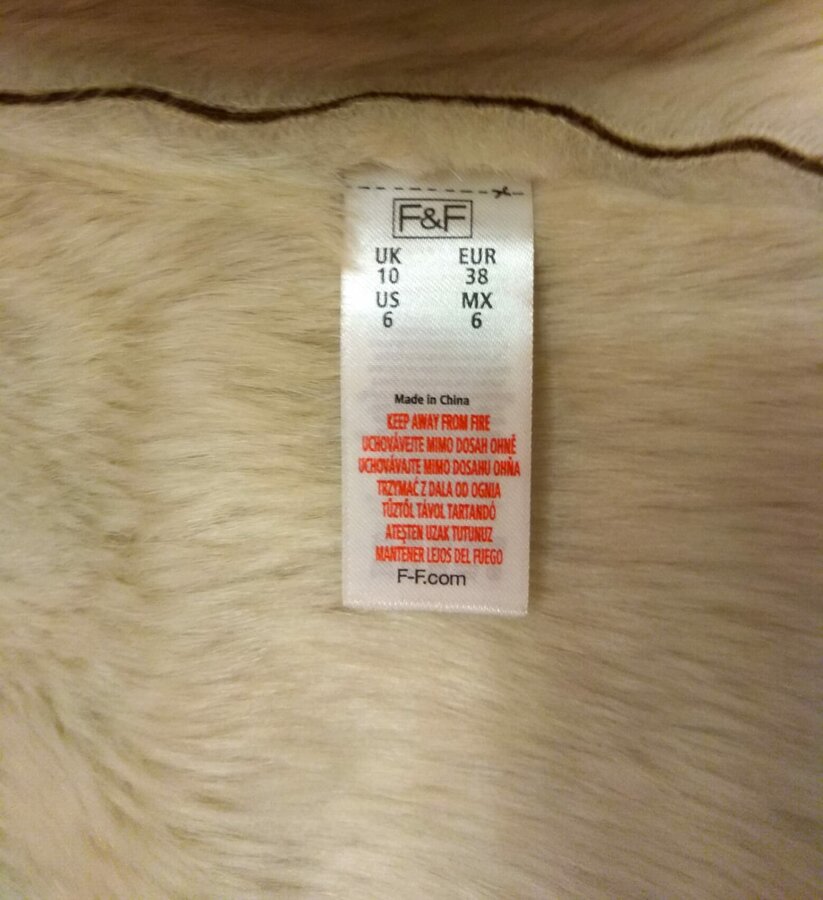 F&F
UK EUR
10 38
US MX
6 6
Made in China
KEEP AWAY FROM FIRE
UCHOVÁVEJTE MIMO DOSAH OHNĚ
UCHOVÁVAJTE MIMO DOSAHU OHŇA
TRZYMAĆ Z DALA OD OGNIA
TŰZTŐL TÁVOL TARTANDÓ
ATEŞTEN UZAK TUTUNUZ
MANTENER LEJOS DEL FUEGO
F-F.com